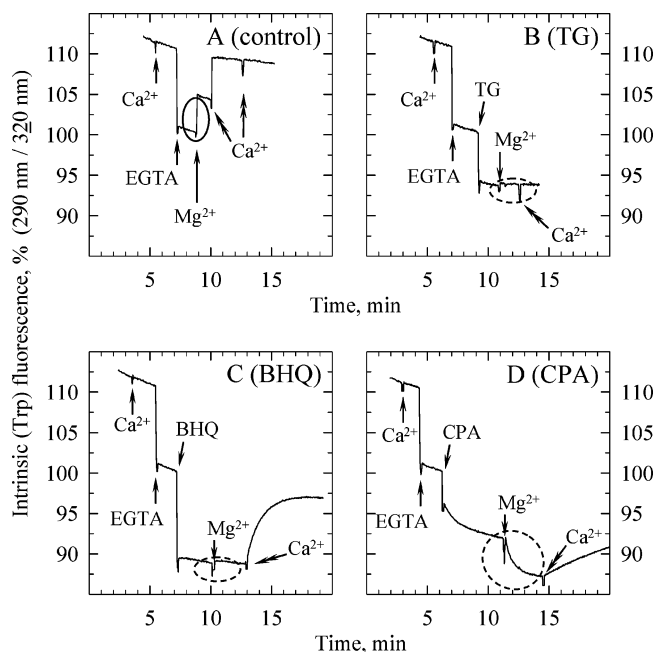 Intrinsic (Trp) fluorescence, % (290 nm / 320 nm)
A (control)
110
105
100
95
90
Ca²⁺
EGTA
Mg²⁺
Ca²⁺
5
10
15
B (TG)
Ca²⁺
TG
EGTA
Mg²⁺
Ca²⁺
110
105
100
95
90
5
10
15
Time, min
C (BHQ)
110
105
100
95
90
Ca²⁺
BHQ
EGTA
Mg²⁺
Ca²⁺
5
10
15
D (CPA)
Ca²⁺
CPA
EGTA
Mg²⁺
Ca²⁺
110
105
100
95
90
5
10
15
Time, min